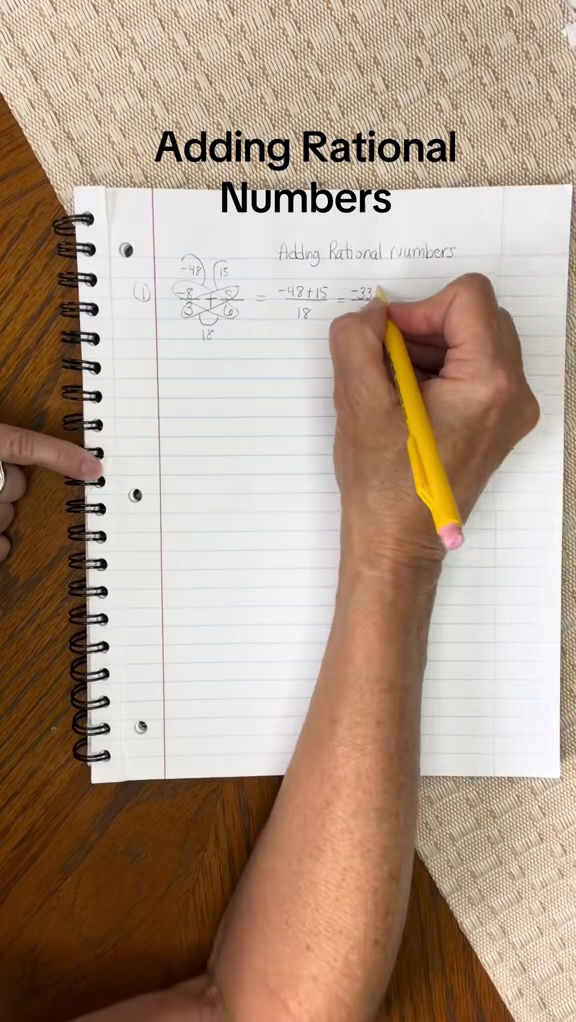 Adding Rational
Numbers
Adding Rational Numbers
-48 15
① -8/3 + 5/6 = -48+15/18 = -33
18